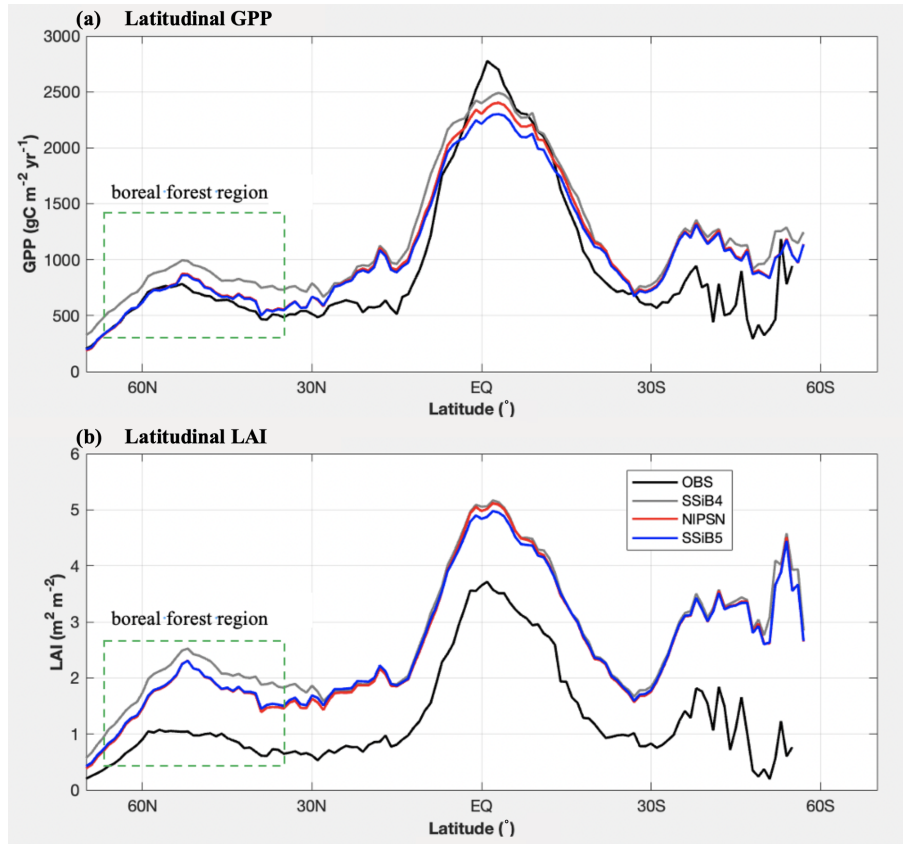 (a) Latitudinal GPP
3000
2500
2000
1500
1000
500
0
GPP (gC m⁻² yr⁻¹)
boreal forest region
60N 30N EQ 30S 60S
Latitude (°)
(b) Latitudinal LAI
6
5
4
3
2
1
0
LAI (m² m⁻²)
OBS
SSiB4
NIPSN
SSiB5
boreal forest region
60N 30N EQ 30S 60S
Latitude (°)